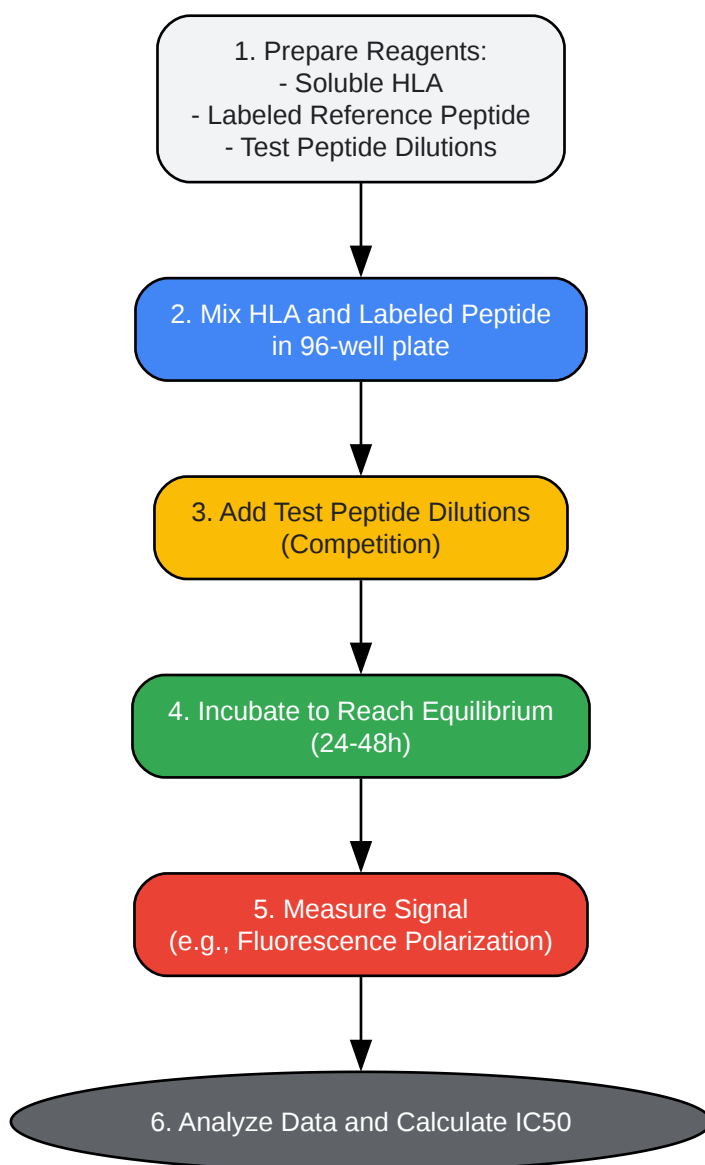 1. Prepare Reagents:
- Soluble HLA
- Labeled Reference Peptide
- Test Peptide Dilutions
2. Mix HLA and Labeled Peptide
in 96-well plate
3. Add Test Peptide Dilutions
(Competition)
4. Incubate to Reach Equilibrium
(24-48h)
5. Measure Signal
(e.g., Fluorescence Polarization)
6. Analyze Data and Calculate IC50